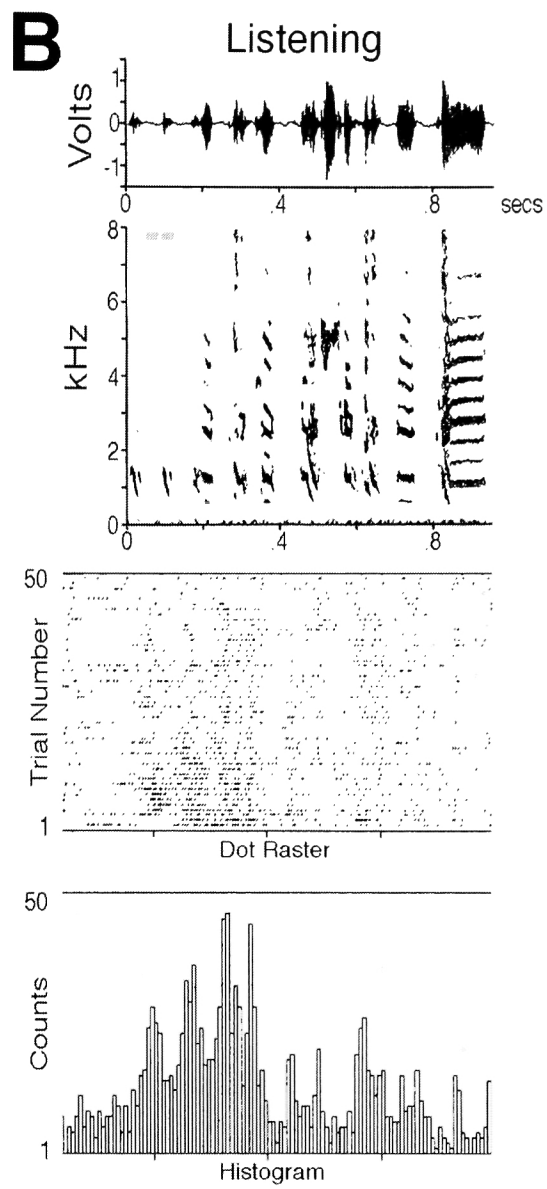 B
Listening
Volts
1
0
-1
0 .4 .8 secs
kHz
8
6
4
2
0
0 .4 .8
50
Trial Number
1
Dot Raster
50
Counts
1
Histogram